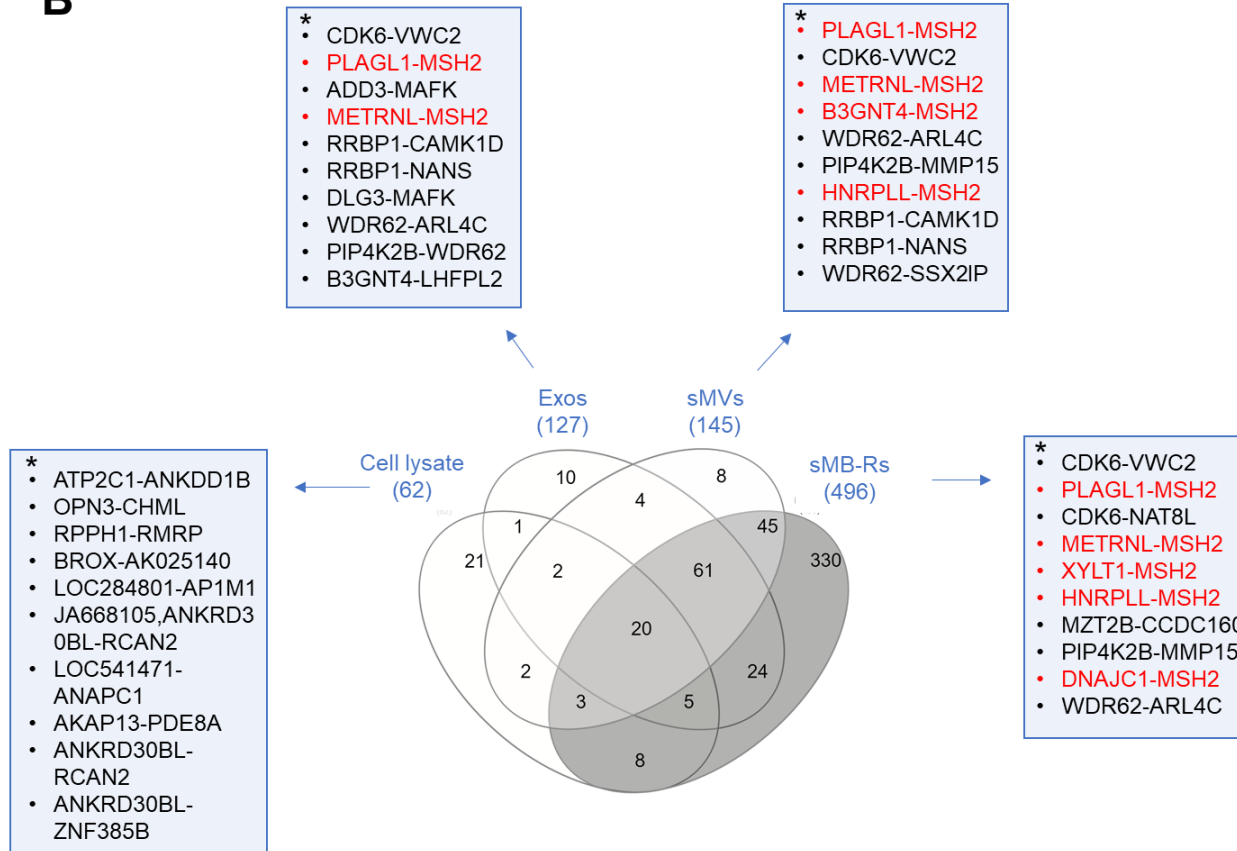 B
*
• CDK6-VWC2
• PLAGL1-MSH2
• ADD3-MAFK
• METRNL-MSH2
• RRBP1-CAMK1D
• RRBP1-NANS
• DLG3-MAFK
• WDR62-ARL4C
• PIP4K2B-WDR62
• B3GNT4-LHFPL2
*
• PLAGL1-MSH2
• CDK6-VWC2
• METRNL-MSH2
• B3GNT4-MSH2
• WDR62-ARL4C
• PIP4K2B-MMP15
• HNRPLL-MSH2
• RRBP1-CAMK1D
• RRBP1-NANS
• WDR62-SSX2IP
Exos
(127)
sMVs
(145)
Cell lysate
(62)
sMB-Rs
(496)
*
• ATP2C1-ANKDD1B
• OPN3-CHML
• RPPH1-RMRP
• BROX-AK025140
• LOC284801-AP1M1
• JA668105,ANKRD3
0BL-RCAN2
• LOC541471-
ANAPC1
• AKAP13-PDE8A
• ANKRD30BL-
RCAN2
• ANKRD30BL-
ZNF385B
10
8
4
1
45
21
2
61
330
20
2
24
3
5
8
*
• CDK6-VWC2
• PLAGL1-MSH2
• CDK6-NAT8L
• METRNL-MSH2
• XYLT1-MSH2
• HNRPLL-MSH2
• MZT2B-CCDC160
• PIP4K2B-MMP15
• DNAJC1-MSH2
• WDR62-ARL4C